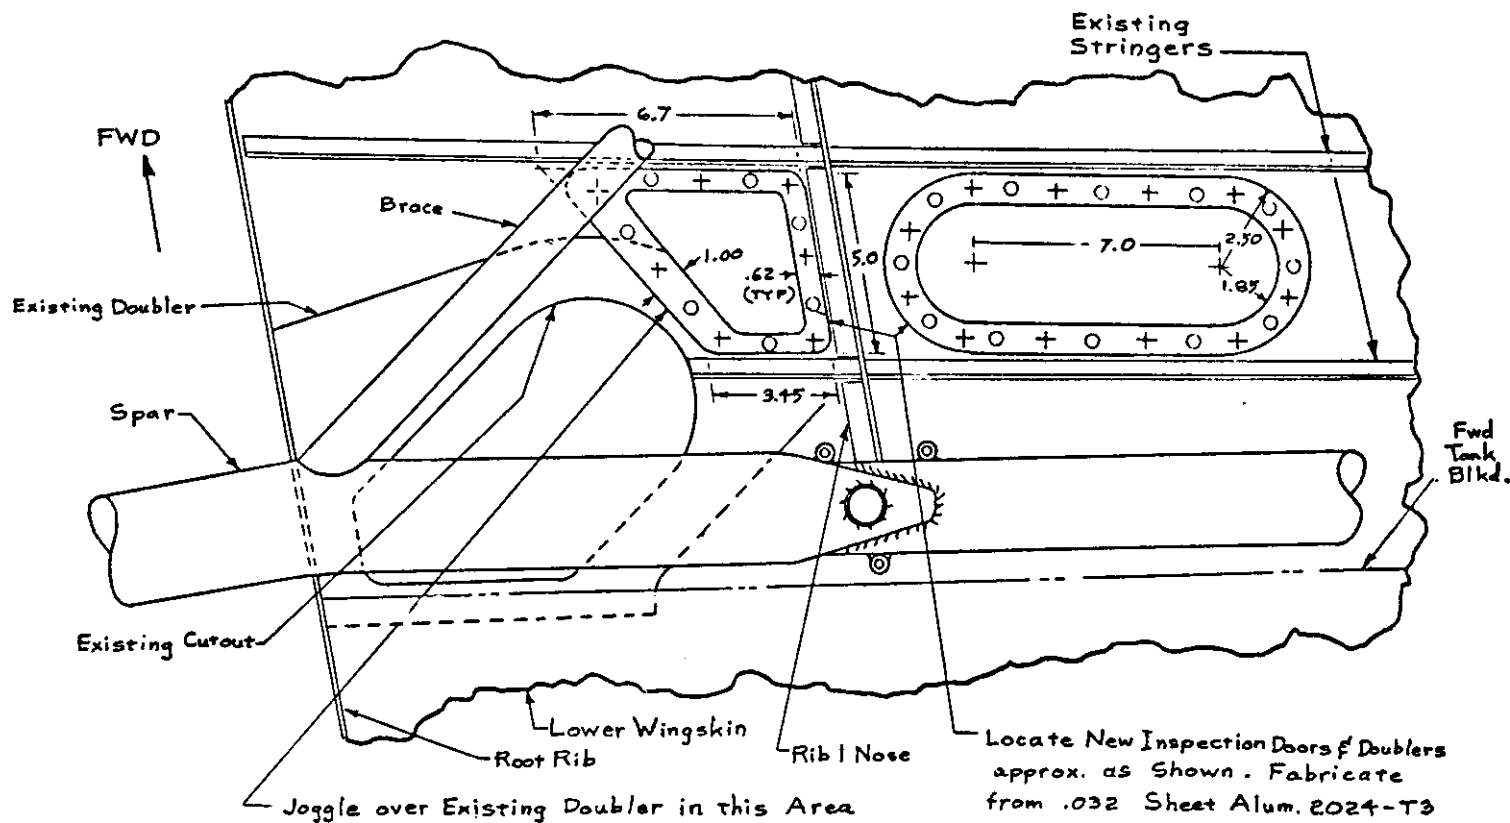 Existing
Stringers
6.7
FWD
Brace
1.00
.62
(TYP)
5.0
7.0
2.50
1.85
Existing Doubler
3.45
Spar
Fwd
Tank
Blkd.
Existing Cutout
Lower Wingskin
Root Rib
Rib 1 Nose
Locate New Inspection Doors & Doublers
approx. as Shown. Fabricate
from .032 Sheet Alum. 2024-T3
Joggle over Existing Doubler in this Area